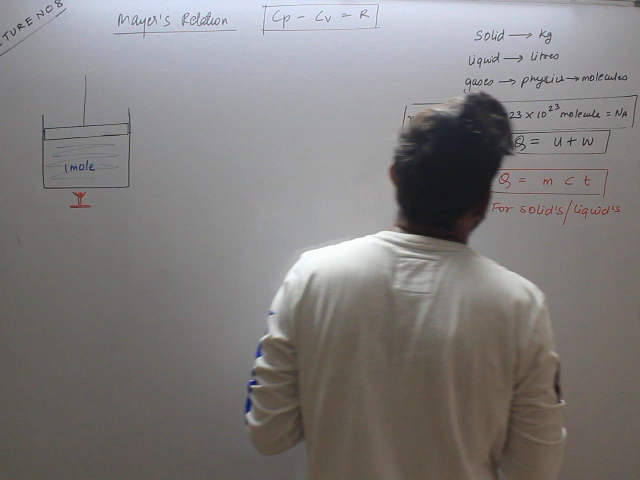 LECTURE NO 8
Mayer's Relation
Cp - Cv = R
Solid → kg
liquid → litres
gases → physics → molecules
23 × 10^23 molecule = NA
Q = U + W
Q = m c t
For solid's/liquid's
1 mole